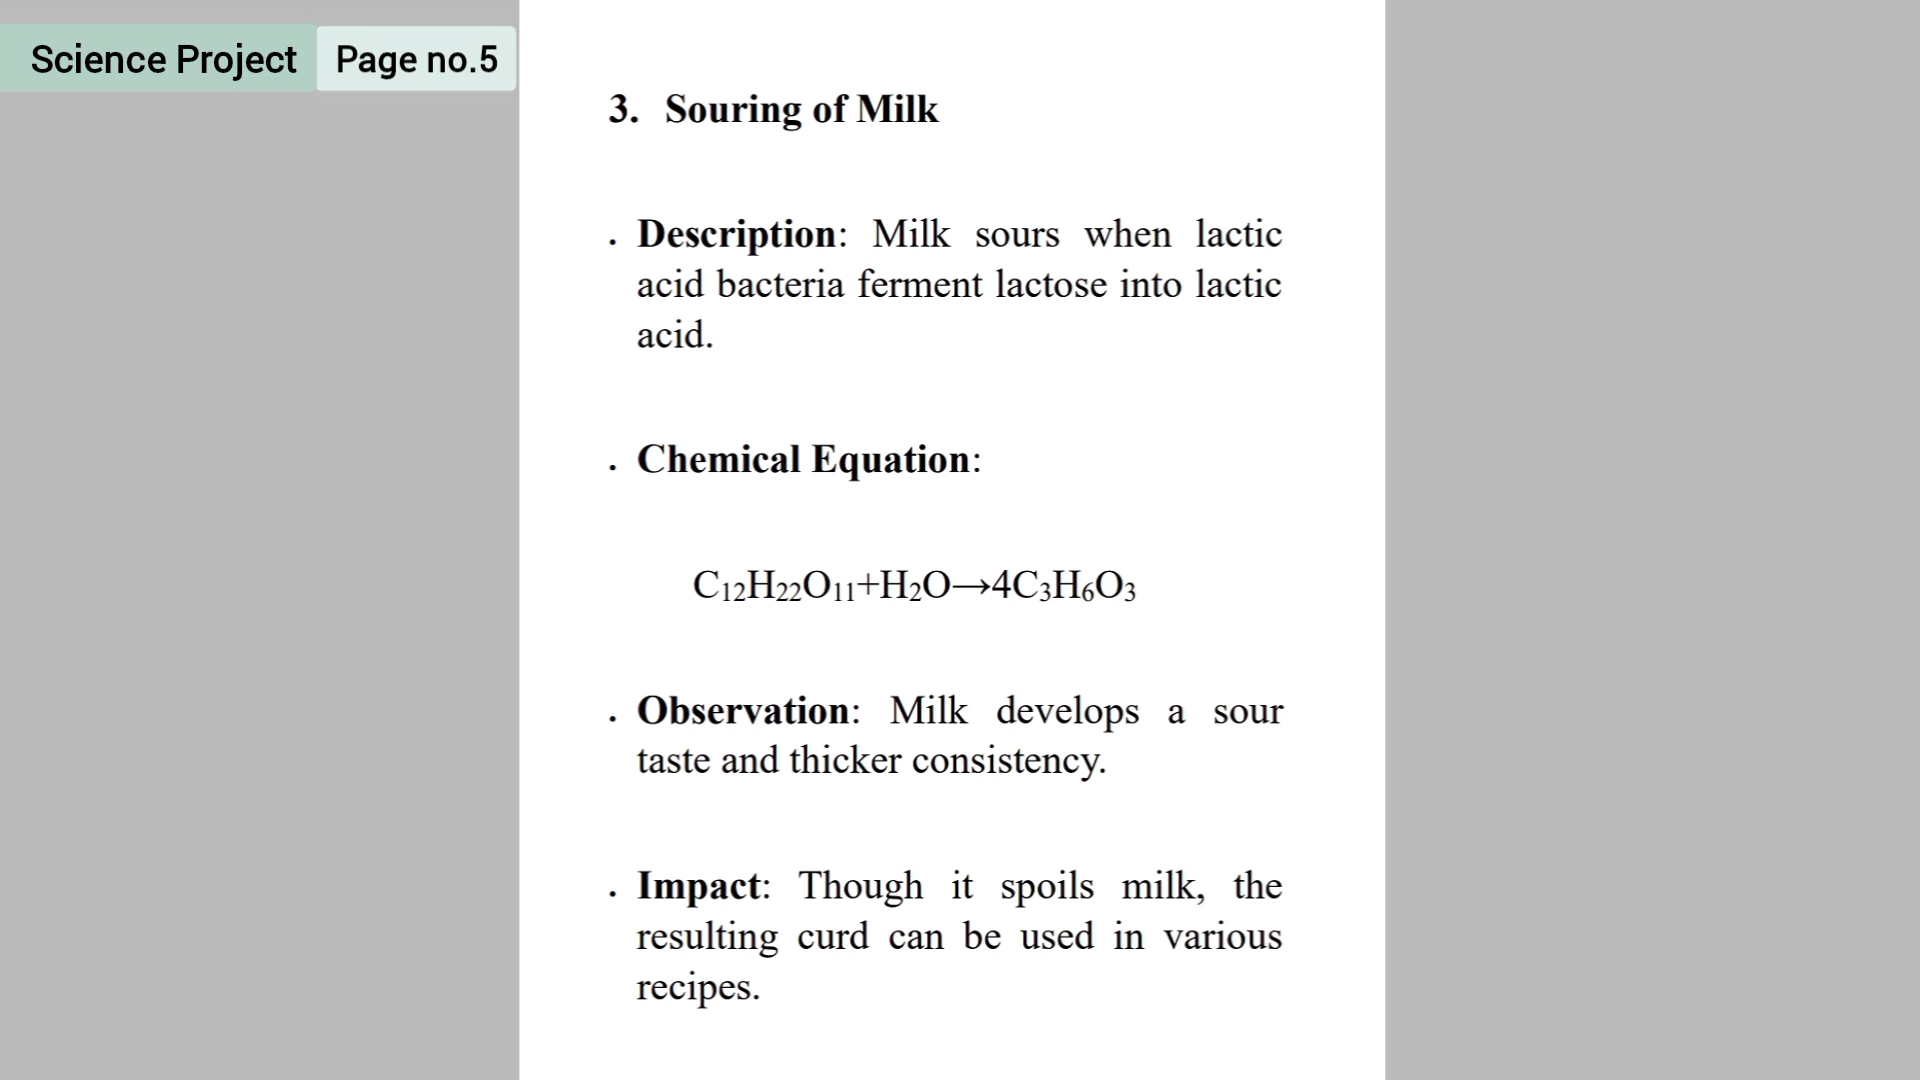 Science Project Page no.5
3. Souring of Milk
. Description: Milk sours when lactic
acid bacteria ferment lactose into lactic
acid.
. Chemical Equation:
C₁₂H₂₂O₁₁+H₂O⟶4C₃H₆O₃
. Observation: Milk develops a sour
taste and thicker consistency.
. Impact: Though it spoils milk, the
resulting curd can be used in various
recipes.